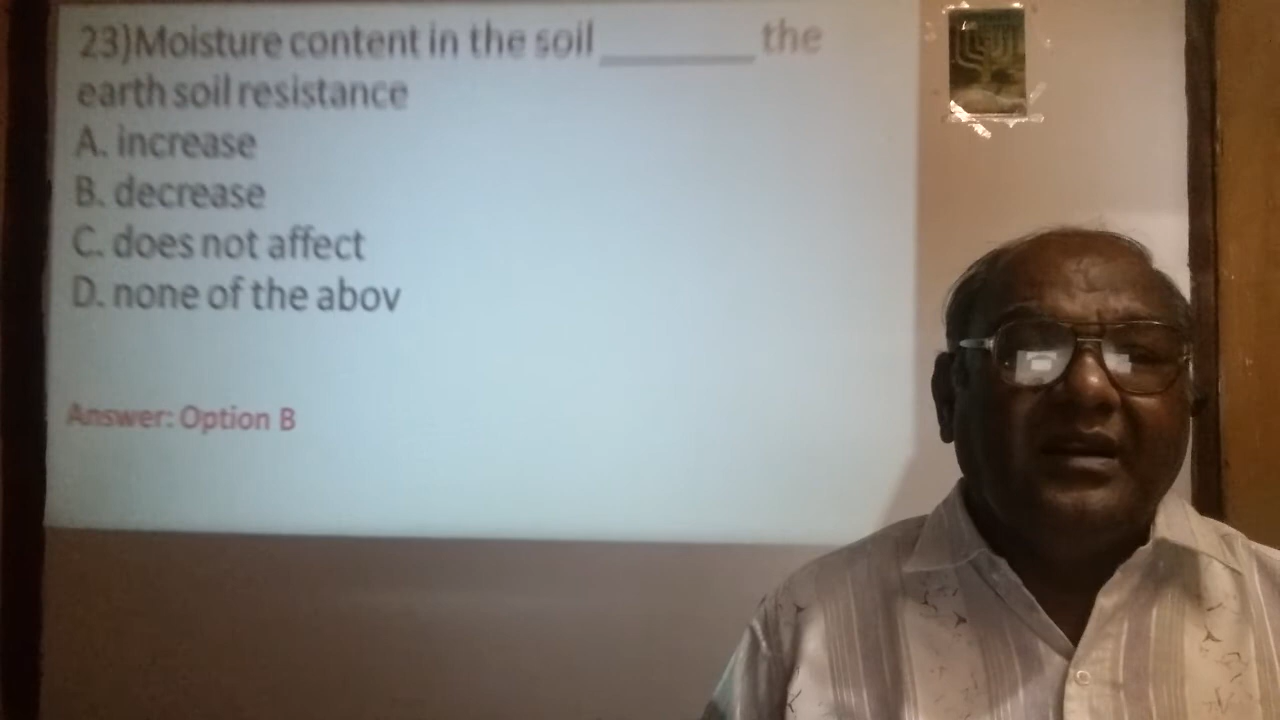 23)Moisture content in the soil __________ the
earth soil resistance
A. increase
B. decrease
C. does not affect
D. none of the abov
Answer: Option B